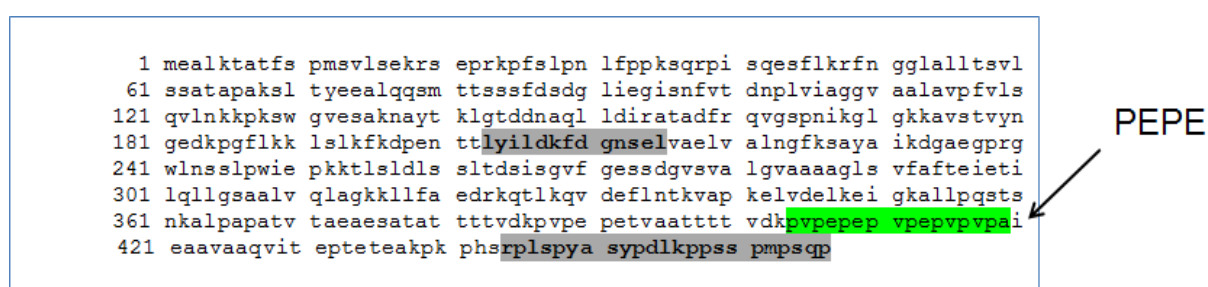 1 mealktatfs pmsvlsekrs eprkpfslpn lfppksqrpi sqesflkrfn gglalltsvl
61 ssatapaksl tyeealqqsm ttsssfdsdg liegisnfvt dnplviaggv aalavpfvls
121 qvlnkkpksw gvesaknayt klgtddnaql ldiratadfr qvgspnikgl gkkavstvyn
181 gedkpgflkk lslkfkdpen ttlyildkfd gnselvaelv alngfksaya ikdgaegprg
241 wlnsslpwie pkktlsldls sltdsisgvf gessdgvsva lgvaaaagls vfafteieti
301 lqllgsaalv qlagkkllfa edrkqtlkqv deflntkvap kelvdelkei gkallpqsts
361 nkalpapatv taeaesatat tttvdkpvpe petvaatttt vdkpvpepep vpepvpvpai
421 eaavaaqvit epteteakpk phsrplspya sypdlkppss pmpsqp
PEPE